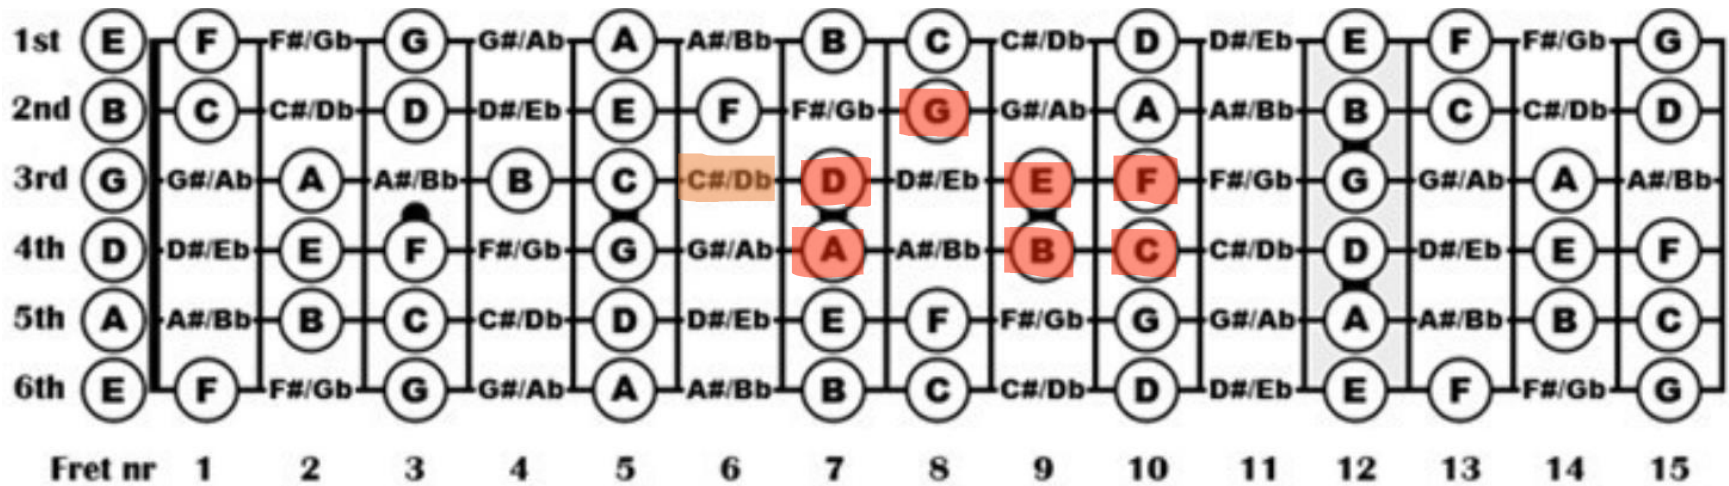 1st E F F#/Gb G G#/Ab A A#/Bb B C C#/Db D D#/Eb E F F#/Gb G
2nd B C C#/Db D D#/Eb E F F#/Gb G G#/Ab A A#/Bb B C C#/Db D
3rd G G#/Ab A A#/Bb B C C#/Db D D#/Eb E F F#/Gb G G#/Ab A A#/Bb
4th D D#/Eb E F F#/Gb G G#/Ab A A#/Bb B C C#/Db D D#/Eb E F
5th A A#/Bb B C C#/Db D D#/Eb E F F#/Gb G G#/Ab A A#/Bb B C
6th E F F#/Gb G G#/Ab A A#/Bb B C C#/Db D D#/Eb E F F#/Gb G
Fret nr 1 2 3 4 5 6 7 8 9 10 11 12 13 14 15